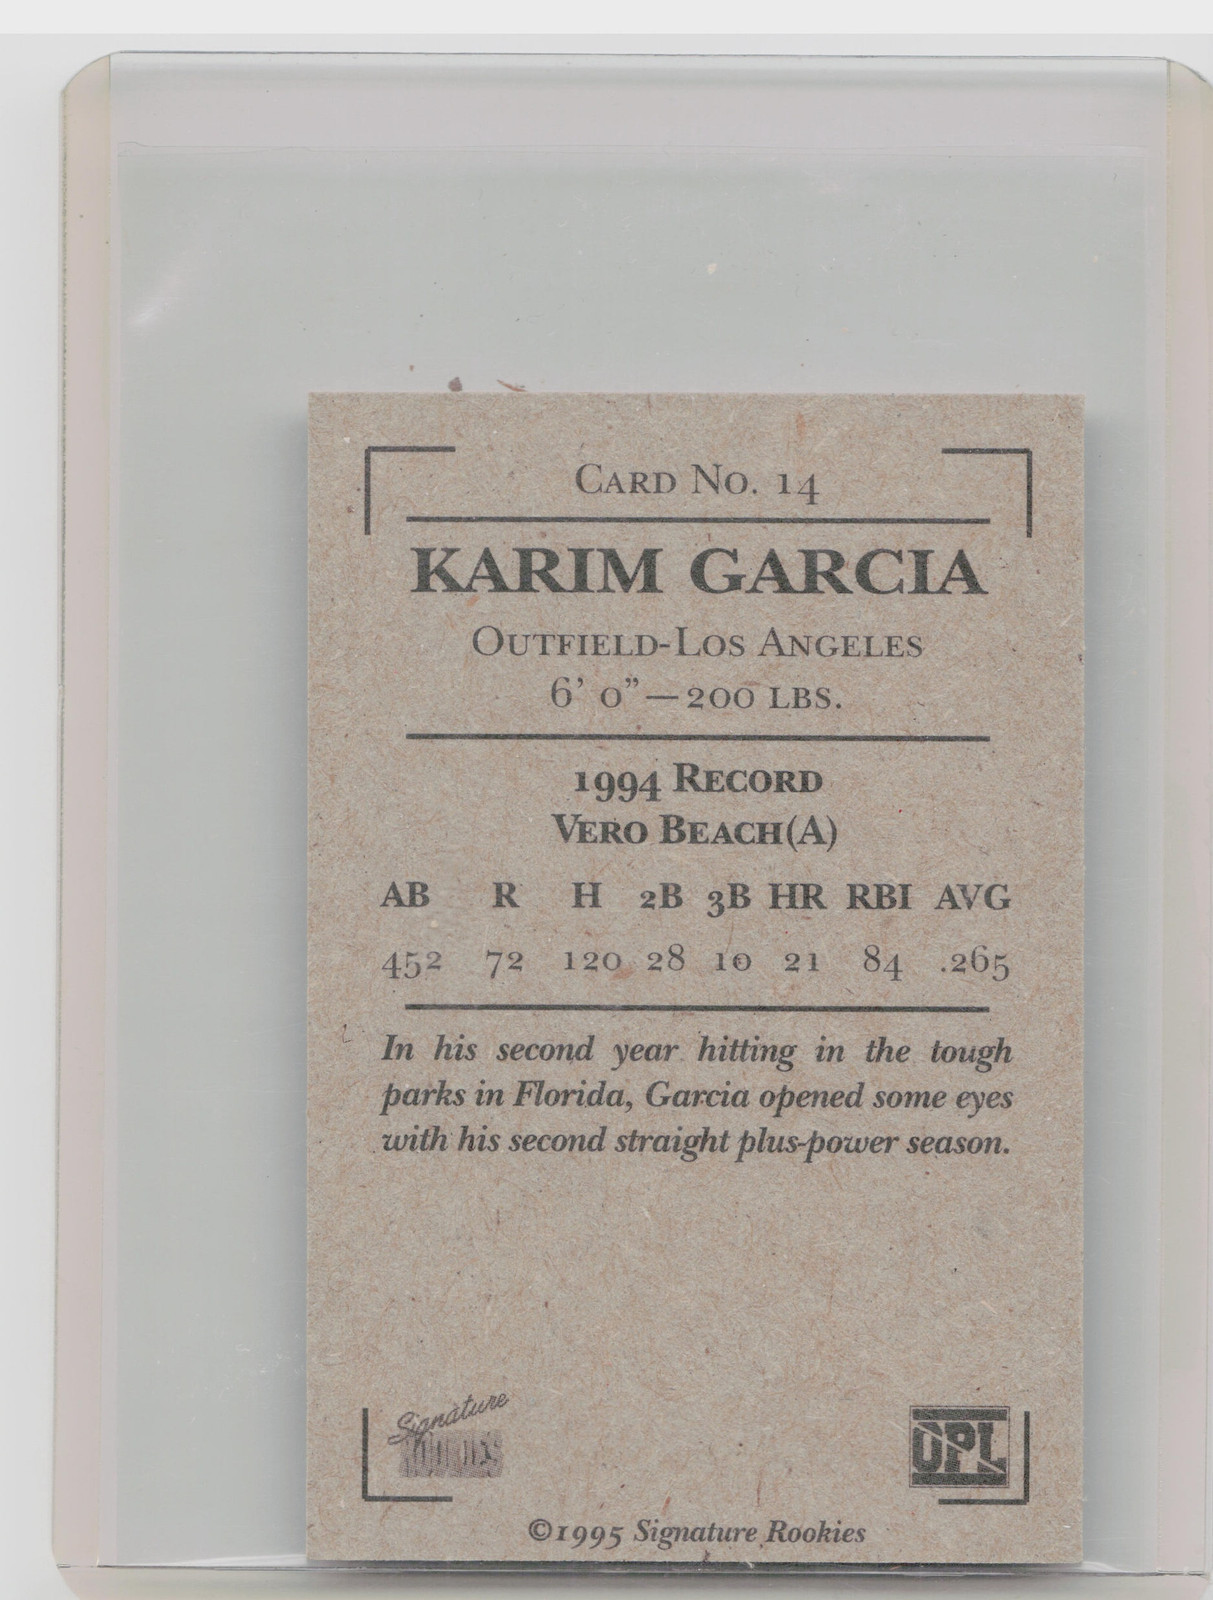 CARD NO. 14
KARIM GARCIA
OUTFIELD-LOS ANGELES
6' 0"—200 LBS.
1994 RECORD
VERO BEACH(A)
AB R H 2B 3B HR RBI AVG
452 72 120 28 10 21 84 .265
In his second year hitting in the tough
parks in Florida, Garcia opened some eyes
with his second straight plus-power season.
Signature
OPL
©1995 Signature Rookies